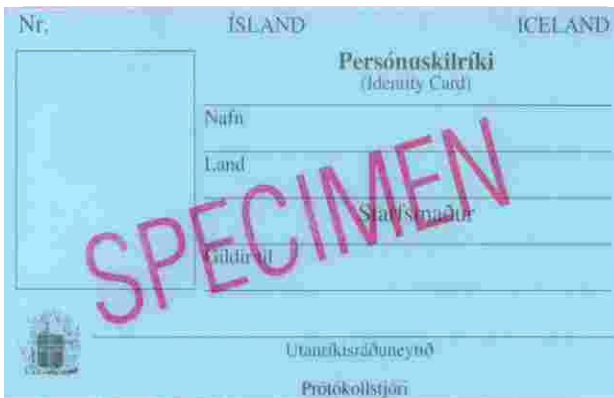 Nr. ÍSLAND ICELAND
Persónuskilríki
(Identity Card)
Nafn
Land
SPECIMEN
Starfsmaður
Gildir til
Utanríkisráðuneytið
Prótókollstjóri